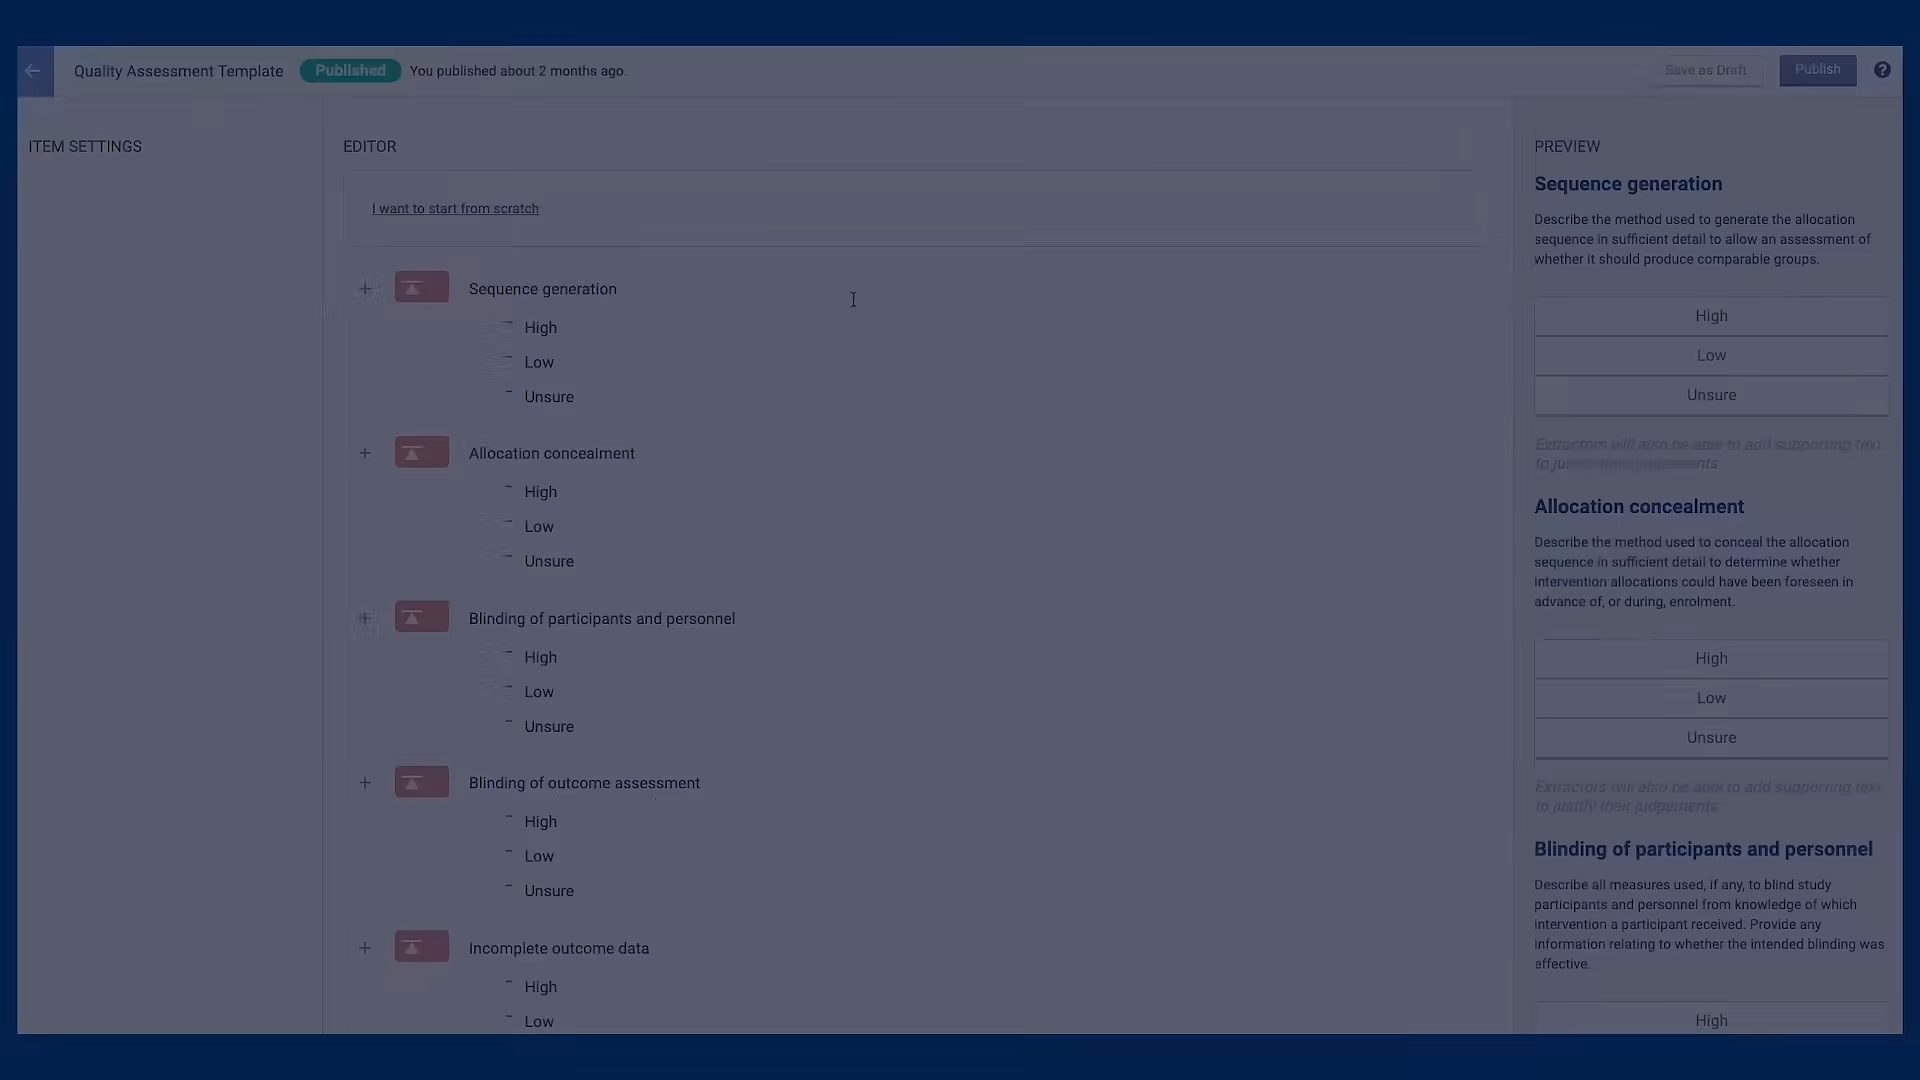 Quality Assessment Template
Published
You published about 2 months ago.
Save as Draft
Publish
?
ITEM SETTINGS
EDITOR
I want to start from scratch
Sequence generation
High
Low
Unsure
Allocation concealment
High
Low
Unsure
Blinding of participants and personnel
High
Low
Unsure
Blinding of outcome assessment
High
Low
Unsure
Incomplete outcome data
High
Low
PREVIEW
Sequence generation
Describe the method used to generate the allocation
sequence in sufficient detail to allow an assessment of
whether it should produce comparable groups.
High
Low
Unsure
Extractors will also be able to add supporting text
to
Allocation concealment
Describe the method used to conceal the allocation
sequence in sufficient detail to determine whether
intervention allocations could have been foreseen in
advance of, or during, enrolment.
High
Low
Unsure
Extractors will also be able to add supporting text
to justify their judgements
Blinding of participants and personnel
Describe all measures used, if any, to blind study
participants and personnel from knowledge of which
intervention a participant received. Provide any
information relating to whether the intended blinding was
effective.
High